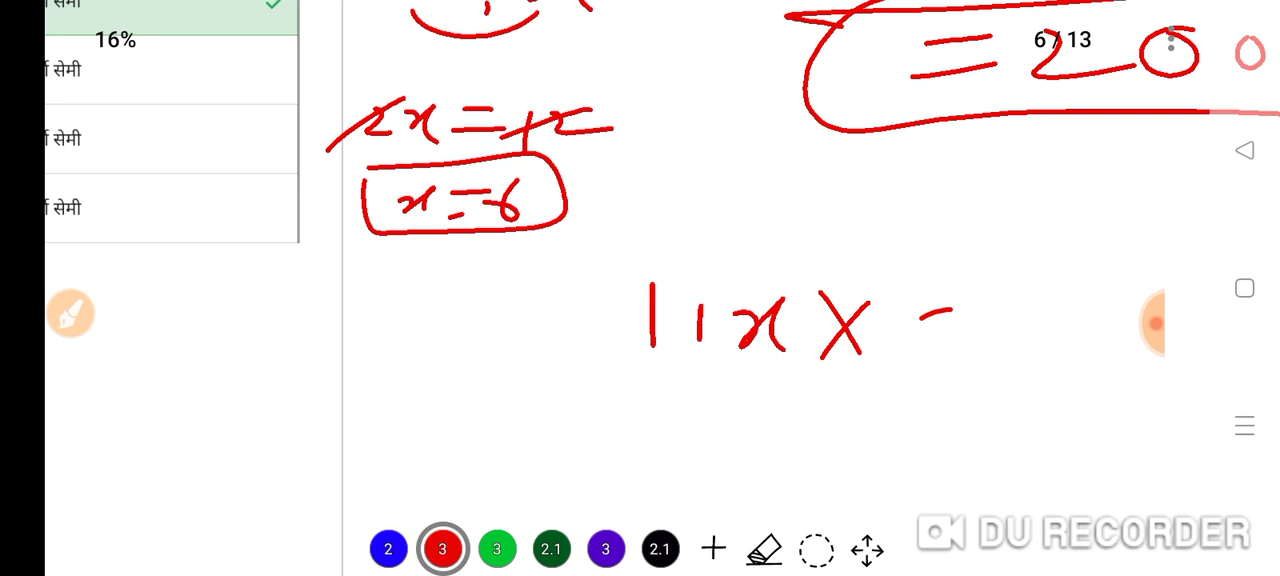 सेमी
16%
6 / 13
= 20
सेमी
2x = 12
सेमी
x = 6
सेमी
11x X
2 3 3 2.1 3 2.1
DU RECORDER